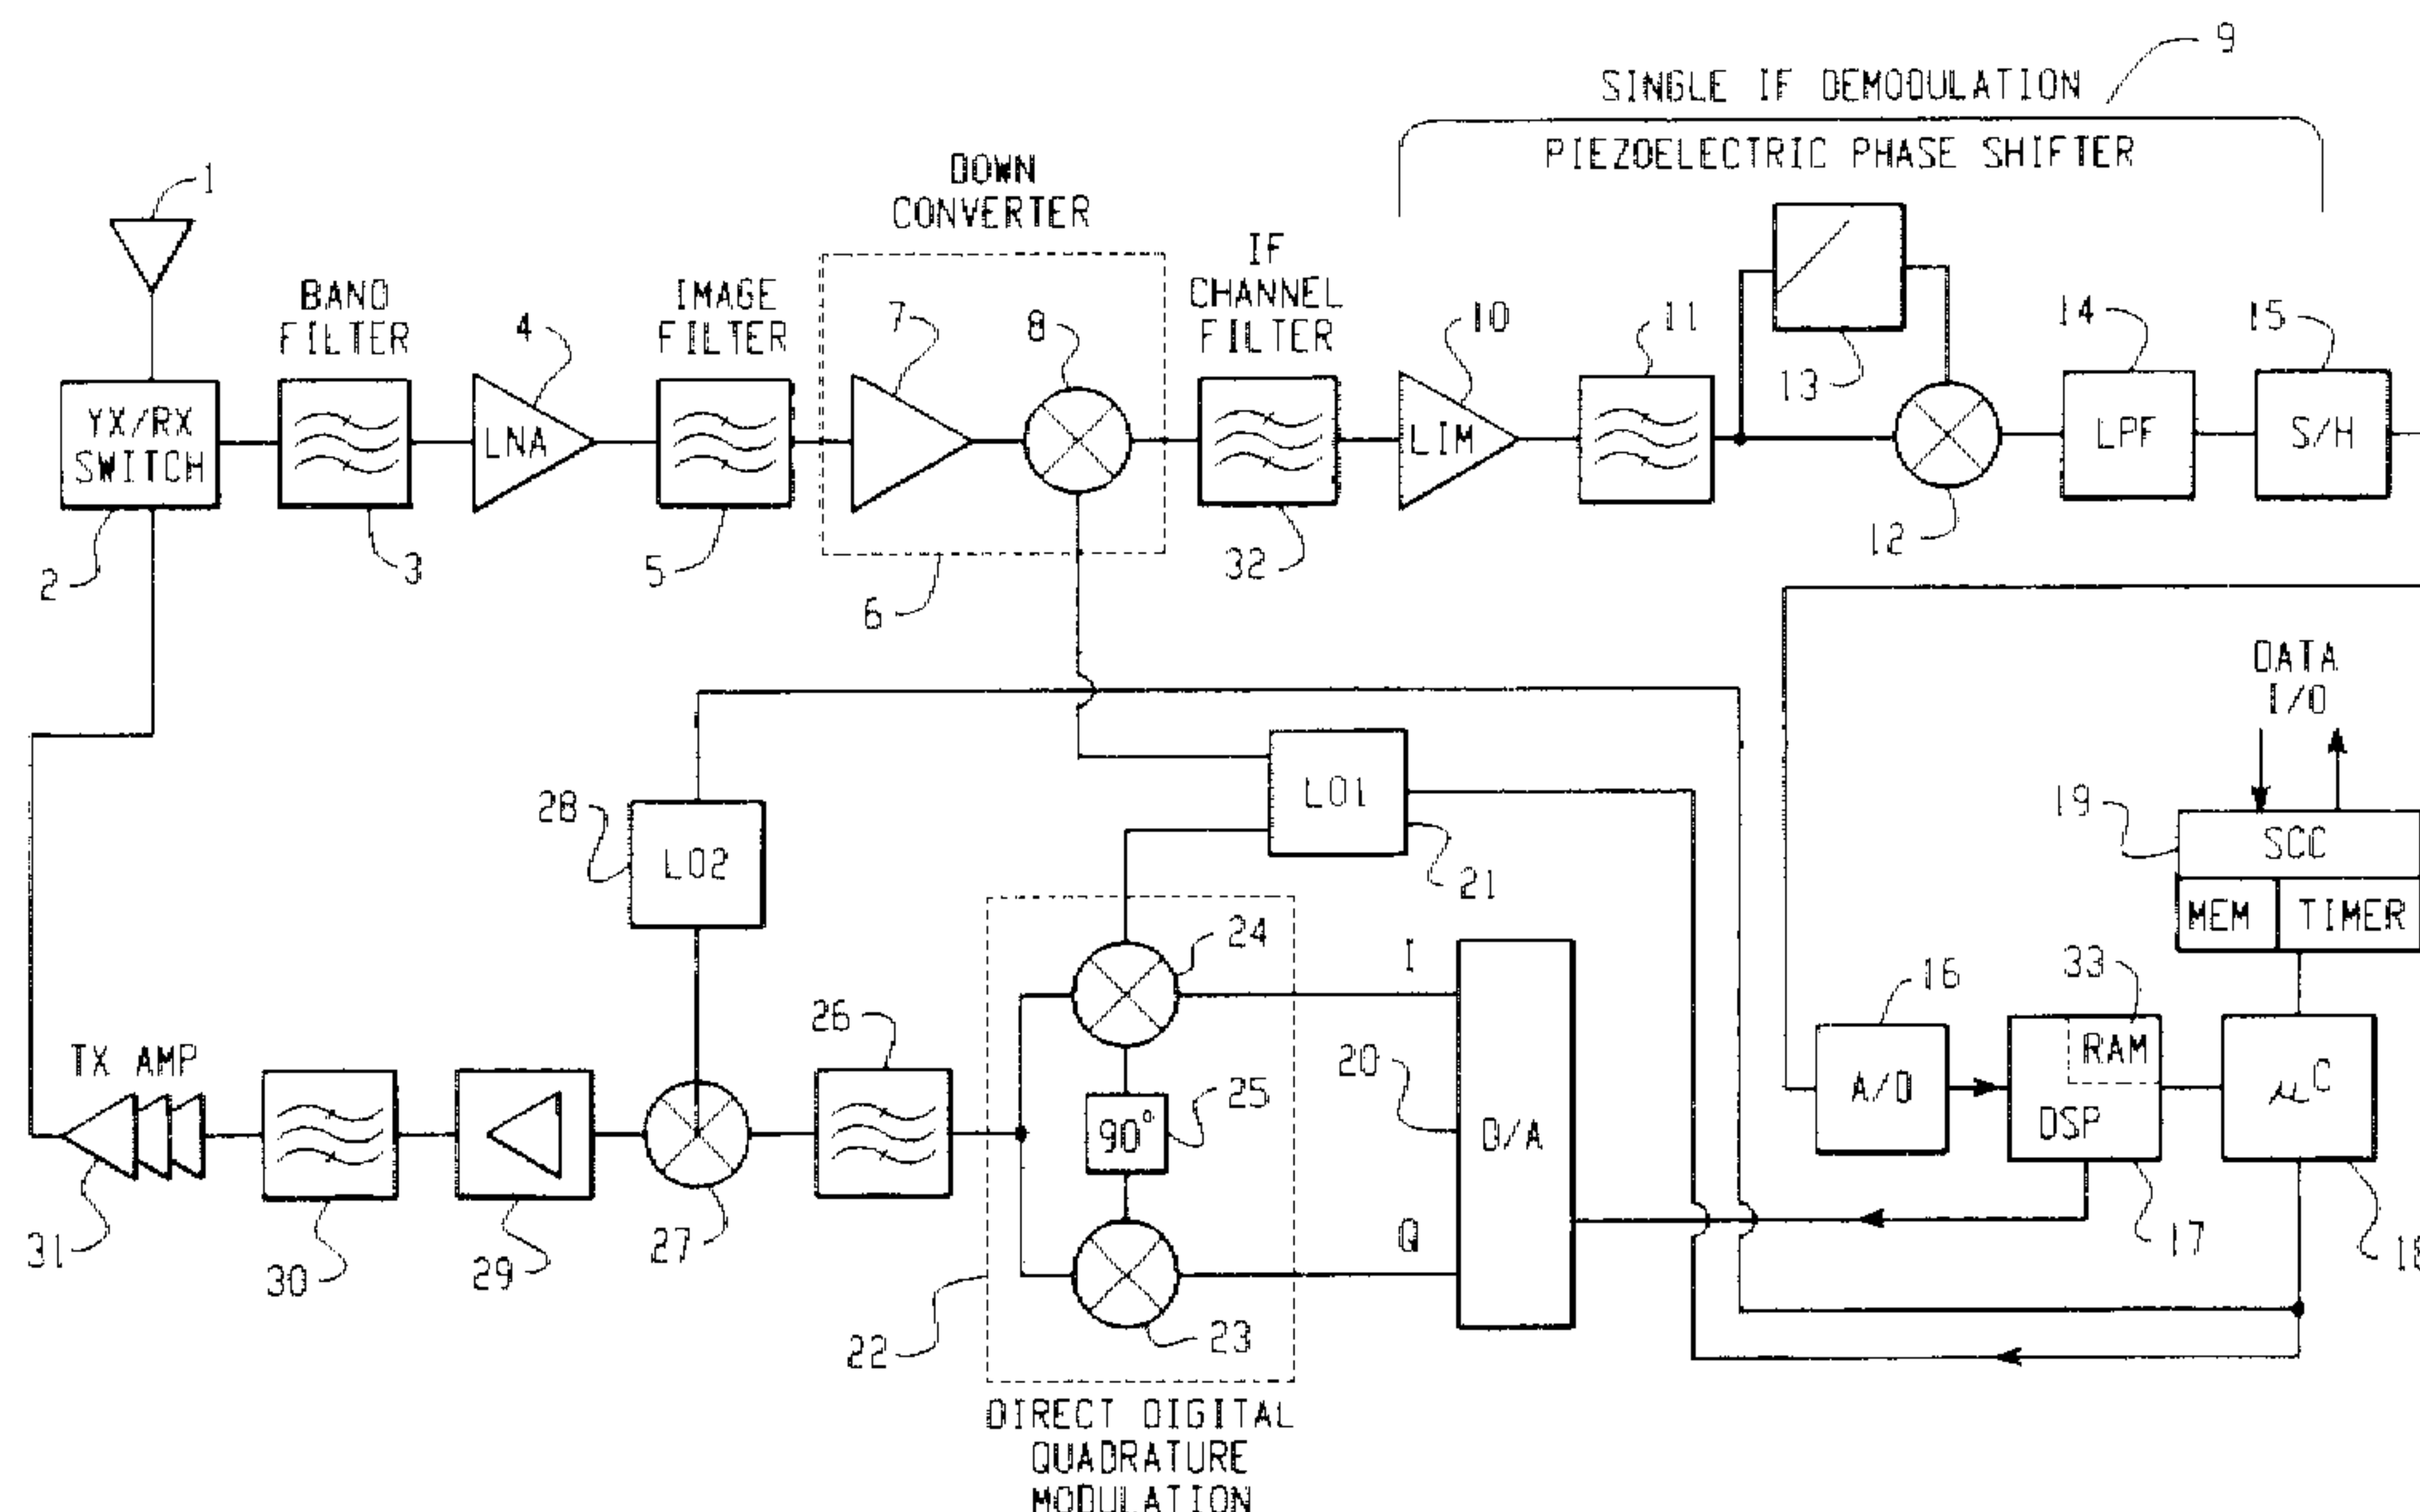 9
SINGLE IF DEMODULATION
PIEZOELECTRIC PHASE SHIFTER
1
DOWN
CONVERTER
IF
CHANNEL
FILTER
BAND
FILTER
4
IMAGE
FILTER
7
8
10
11
13
14
15
YX/RX
SWITCH
LNA
LIM
LPF
S/H
2
3
5
6
32
12
DATA
I/O
28
LO2
LO1
21
19
SCC
MEM
TIMER
24
I
16
33
26
TX AMP
25
90°
20
D/A
A/D
RAM
DSP
μC
31
30
29
27
Q
17
22
23
DIRECT DIGITAL
QUADRATURE
MODULATION